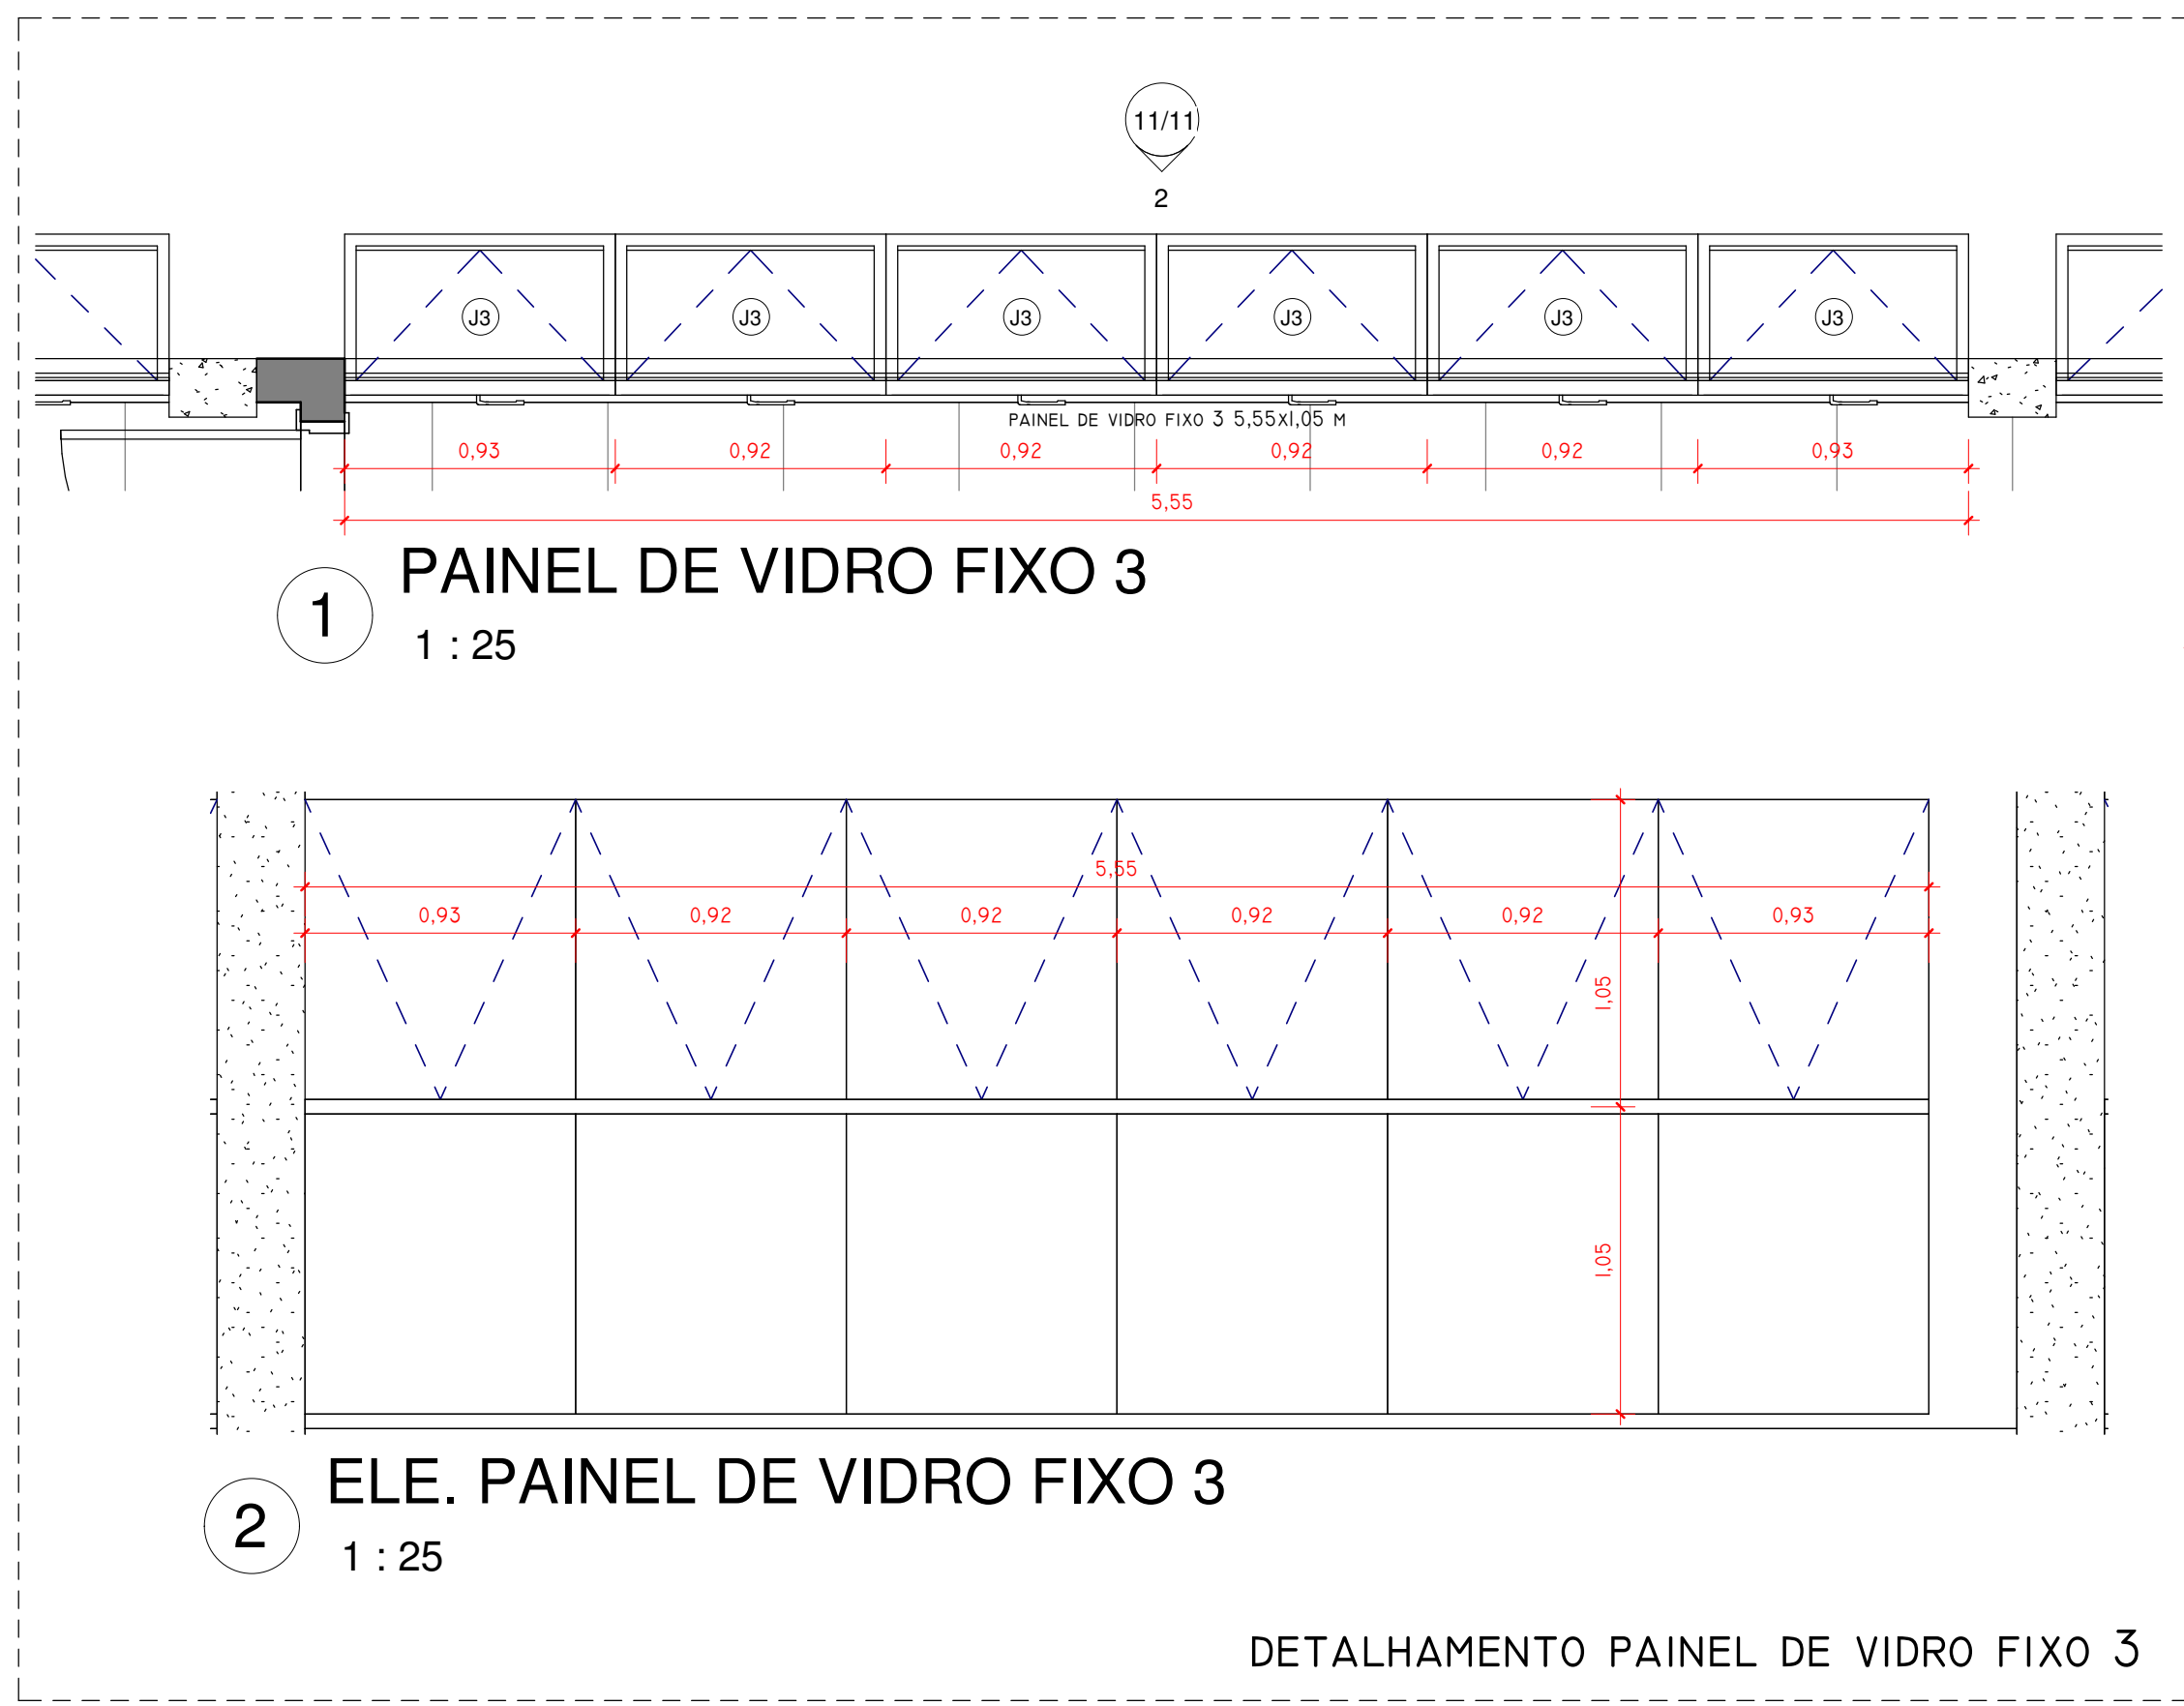 11/11
2
J3 J3 J3 J3 J3 J3
PAINEL DE VIDRO FIXO 3 5,55X1,05 M
0,93 0,92 0,92 0,92 0,92 0,93
5,55
1 PAINEL DE VIDRO FIXO 3
1 : 25
5,55
0,93 0,92 0,92 0,92 0,92 0,93
1,05
1,05
2 ELE. PAINEL DE VIDRO FIXO 3
1 : 25
DETALHAMENTO PAINEL DE VIDRO FIXO 3